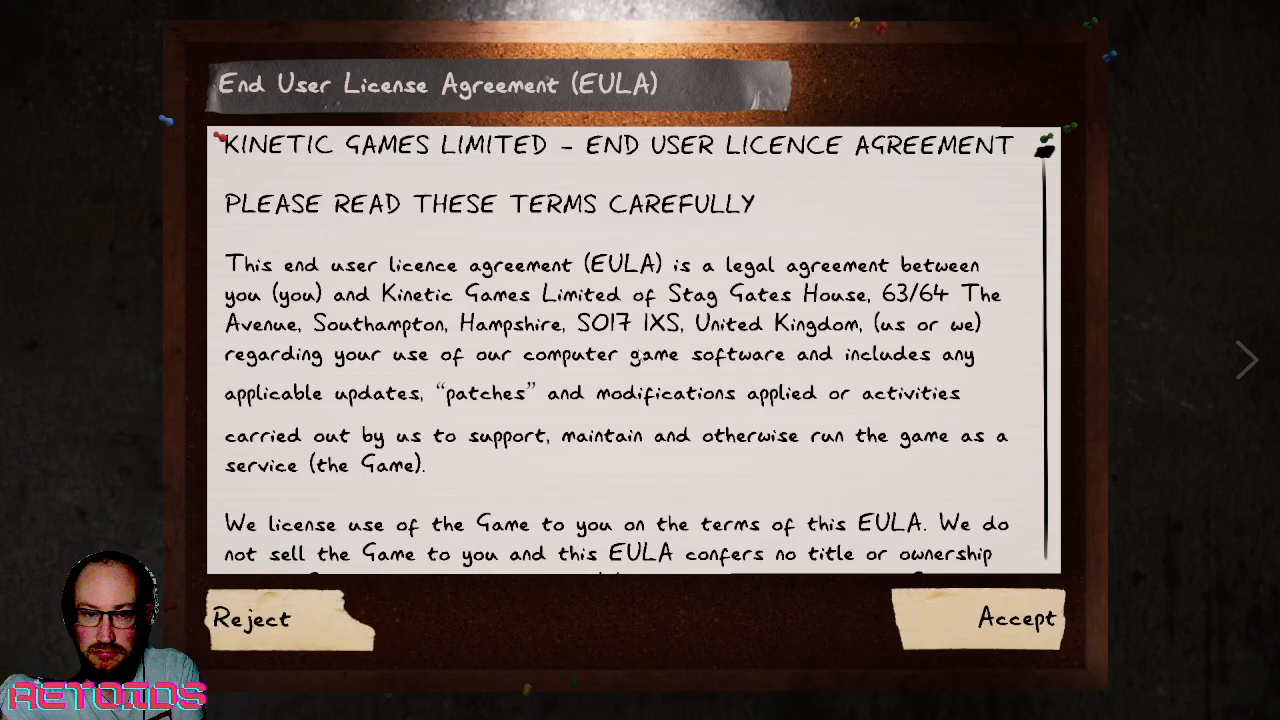 End User License Agreement (EULA)
KINETIC GAMES LIMITED - END USER LICENCE AGREEMENT
PLEASE READ THESE TERMS CAREFULLY
This end user licence agreement (EULA) is a legal agreement between
you (you) and Kinetic Games Limited of Stag Gates House, 63/64 The
Avenue, Southampton, Hampshire, SO17 1XS, United Kingdom, (us or we)
regarding your use of our computer game software and includes any
applicable updates, “patches” and modifications applied or activities
carried out by us to support, maintain and otherwise run the game as a
service (the Game).
We license use of the Game to you on the terms of this EULA. We do
not sell the Game to you and this EULA confers no title or ownership
Reject
Accept
RETOIDS